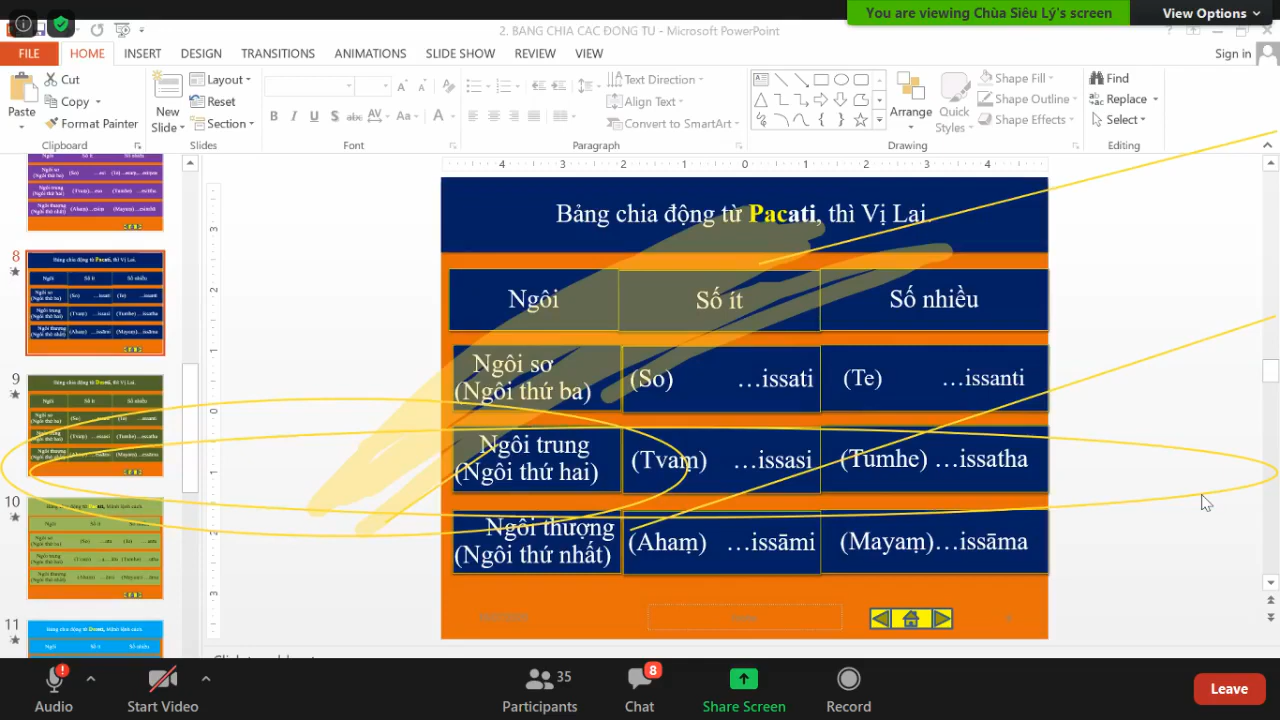 You are viewing Chùa Siêu Lý's screen
View Options
2. BANG CHIA CAC ĐONG TU - Microsoft PowerPoint
FILE HOME INSERT DESIGN TRANSITIONS ANIMATIONS SLIDE SHOW REVIEW VIEW
Sign in
Paste
Cut
Copy
Format Painter
New Slide
Layout
Reset
Section
Text Direction
Align Text
Convert to SmartArt
Arrange
Quick Styles
Shape Fill
Shape Outline
Shape Effects
Find
Replace
Select
Clipboard Slides Font Paragraph Drawing Editing
8
9
10
11
Bảng chia động từ Pacati, thì Vị Lai.
Ngôi Số ít Số nhiều
Ngôi sơ
(Ngôi thứ ba) (So) …issati (Te) …issanti
Ngôi trung
(Ngôi thứ hai) (Tvaṃ) …issasi (Tumhe) …issatha
Ngôi thượng
(Ngôi thứ nhất) (Ahaṃ) …issāmi (Mayaṃ)…issāma
Audio
Start Video
Participants 35
Chat 8
Share Screen
Record
Leave